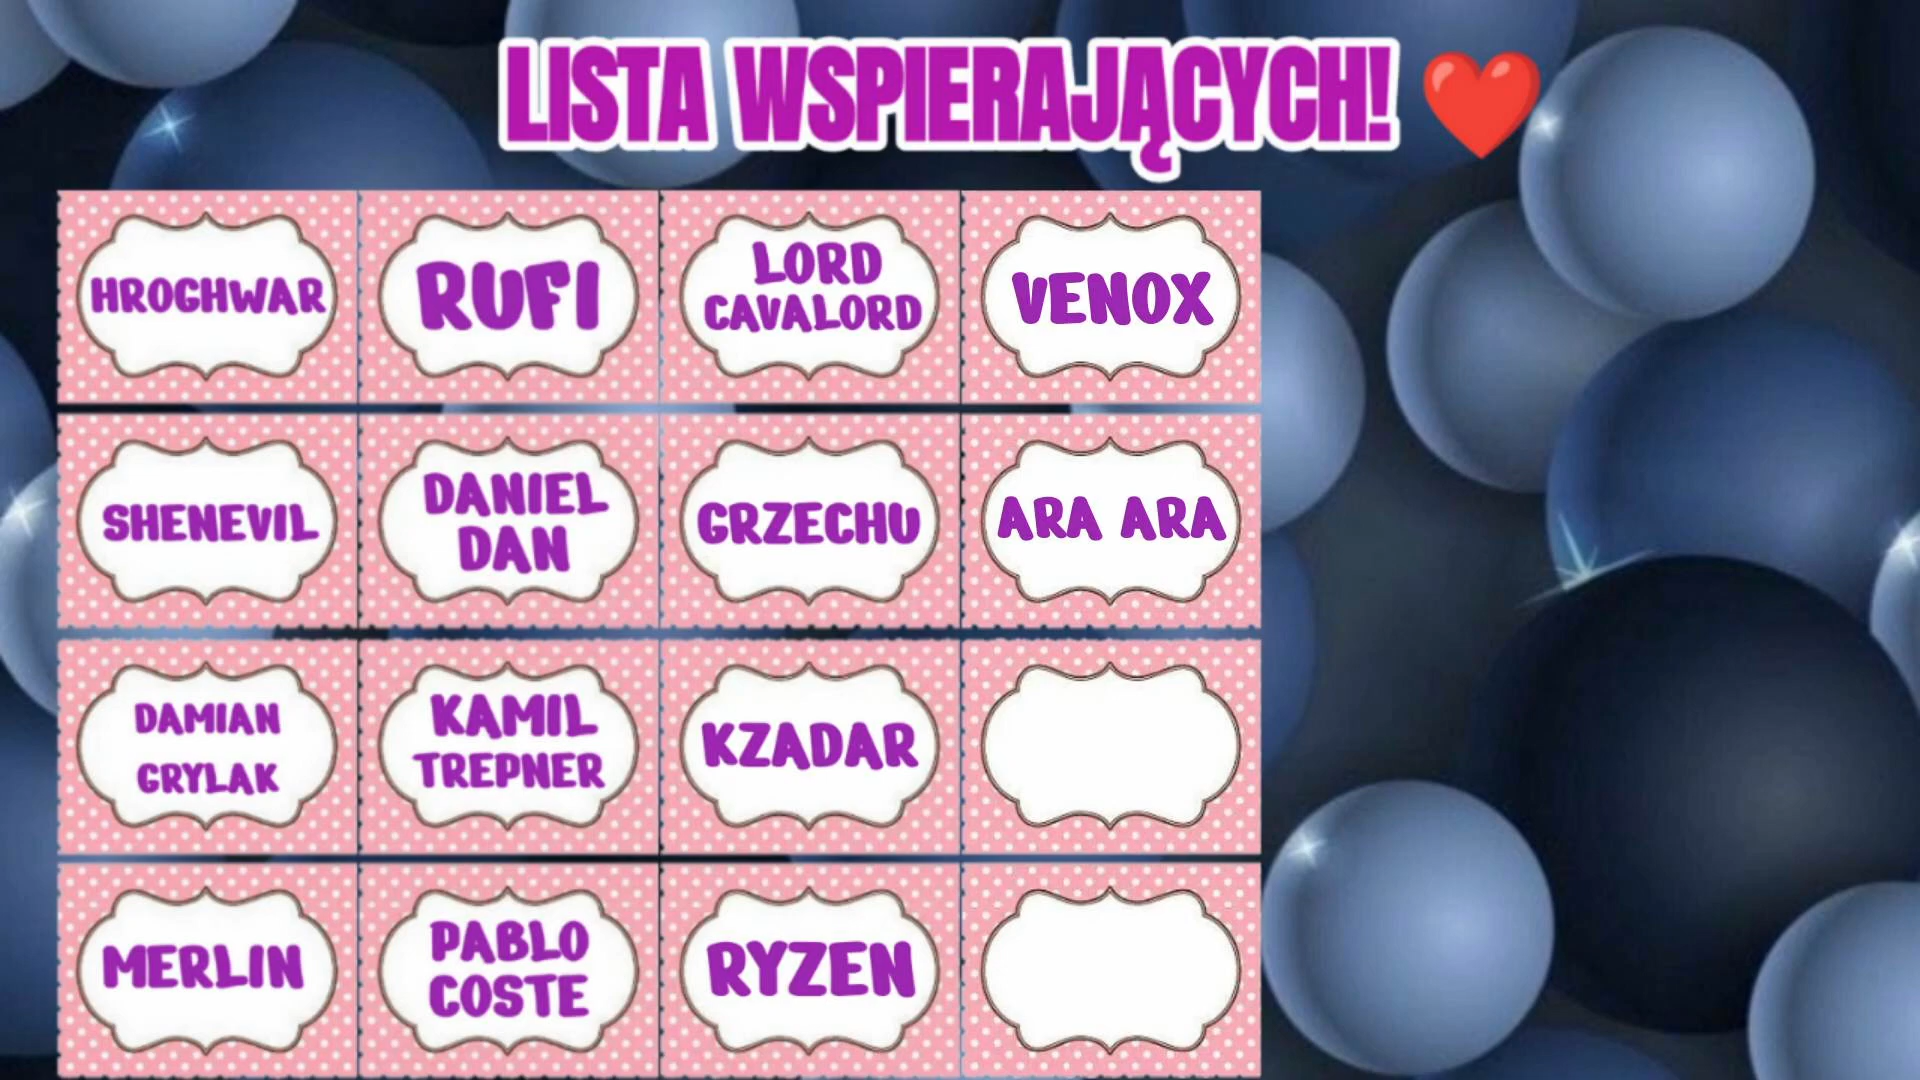 LISTA WSPIERAJĄCYCH! ❤️
HROGHWAR
RUFI
LORD
CAVALORD
VENOX
SHENEVIL
DANIEL
DAN
GRZECHU
ARA ARA
DAMIAN
GRYLAK
KAMIL
TREPNER
KZADAR
MERLIN
PABLO
COSTE
RYZEN